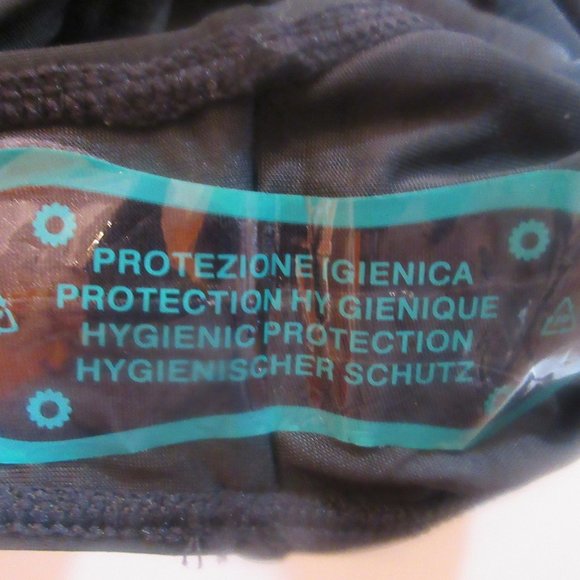 PROTEZIONE IGIENICA
PROTECTION HYGIENIQUE
HYGIENIC PROTECTION
HYGIENISCHER SCHUTZ